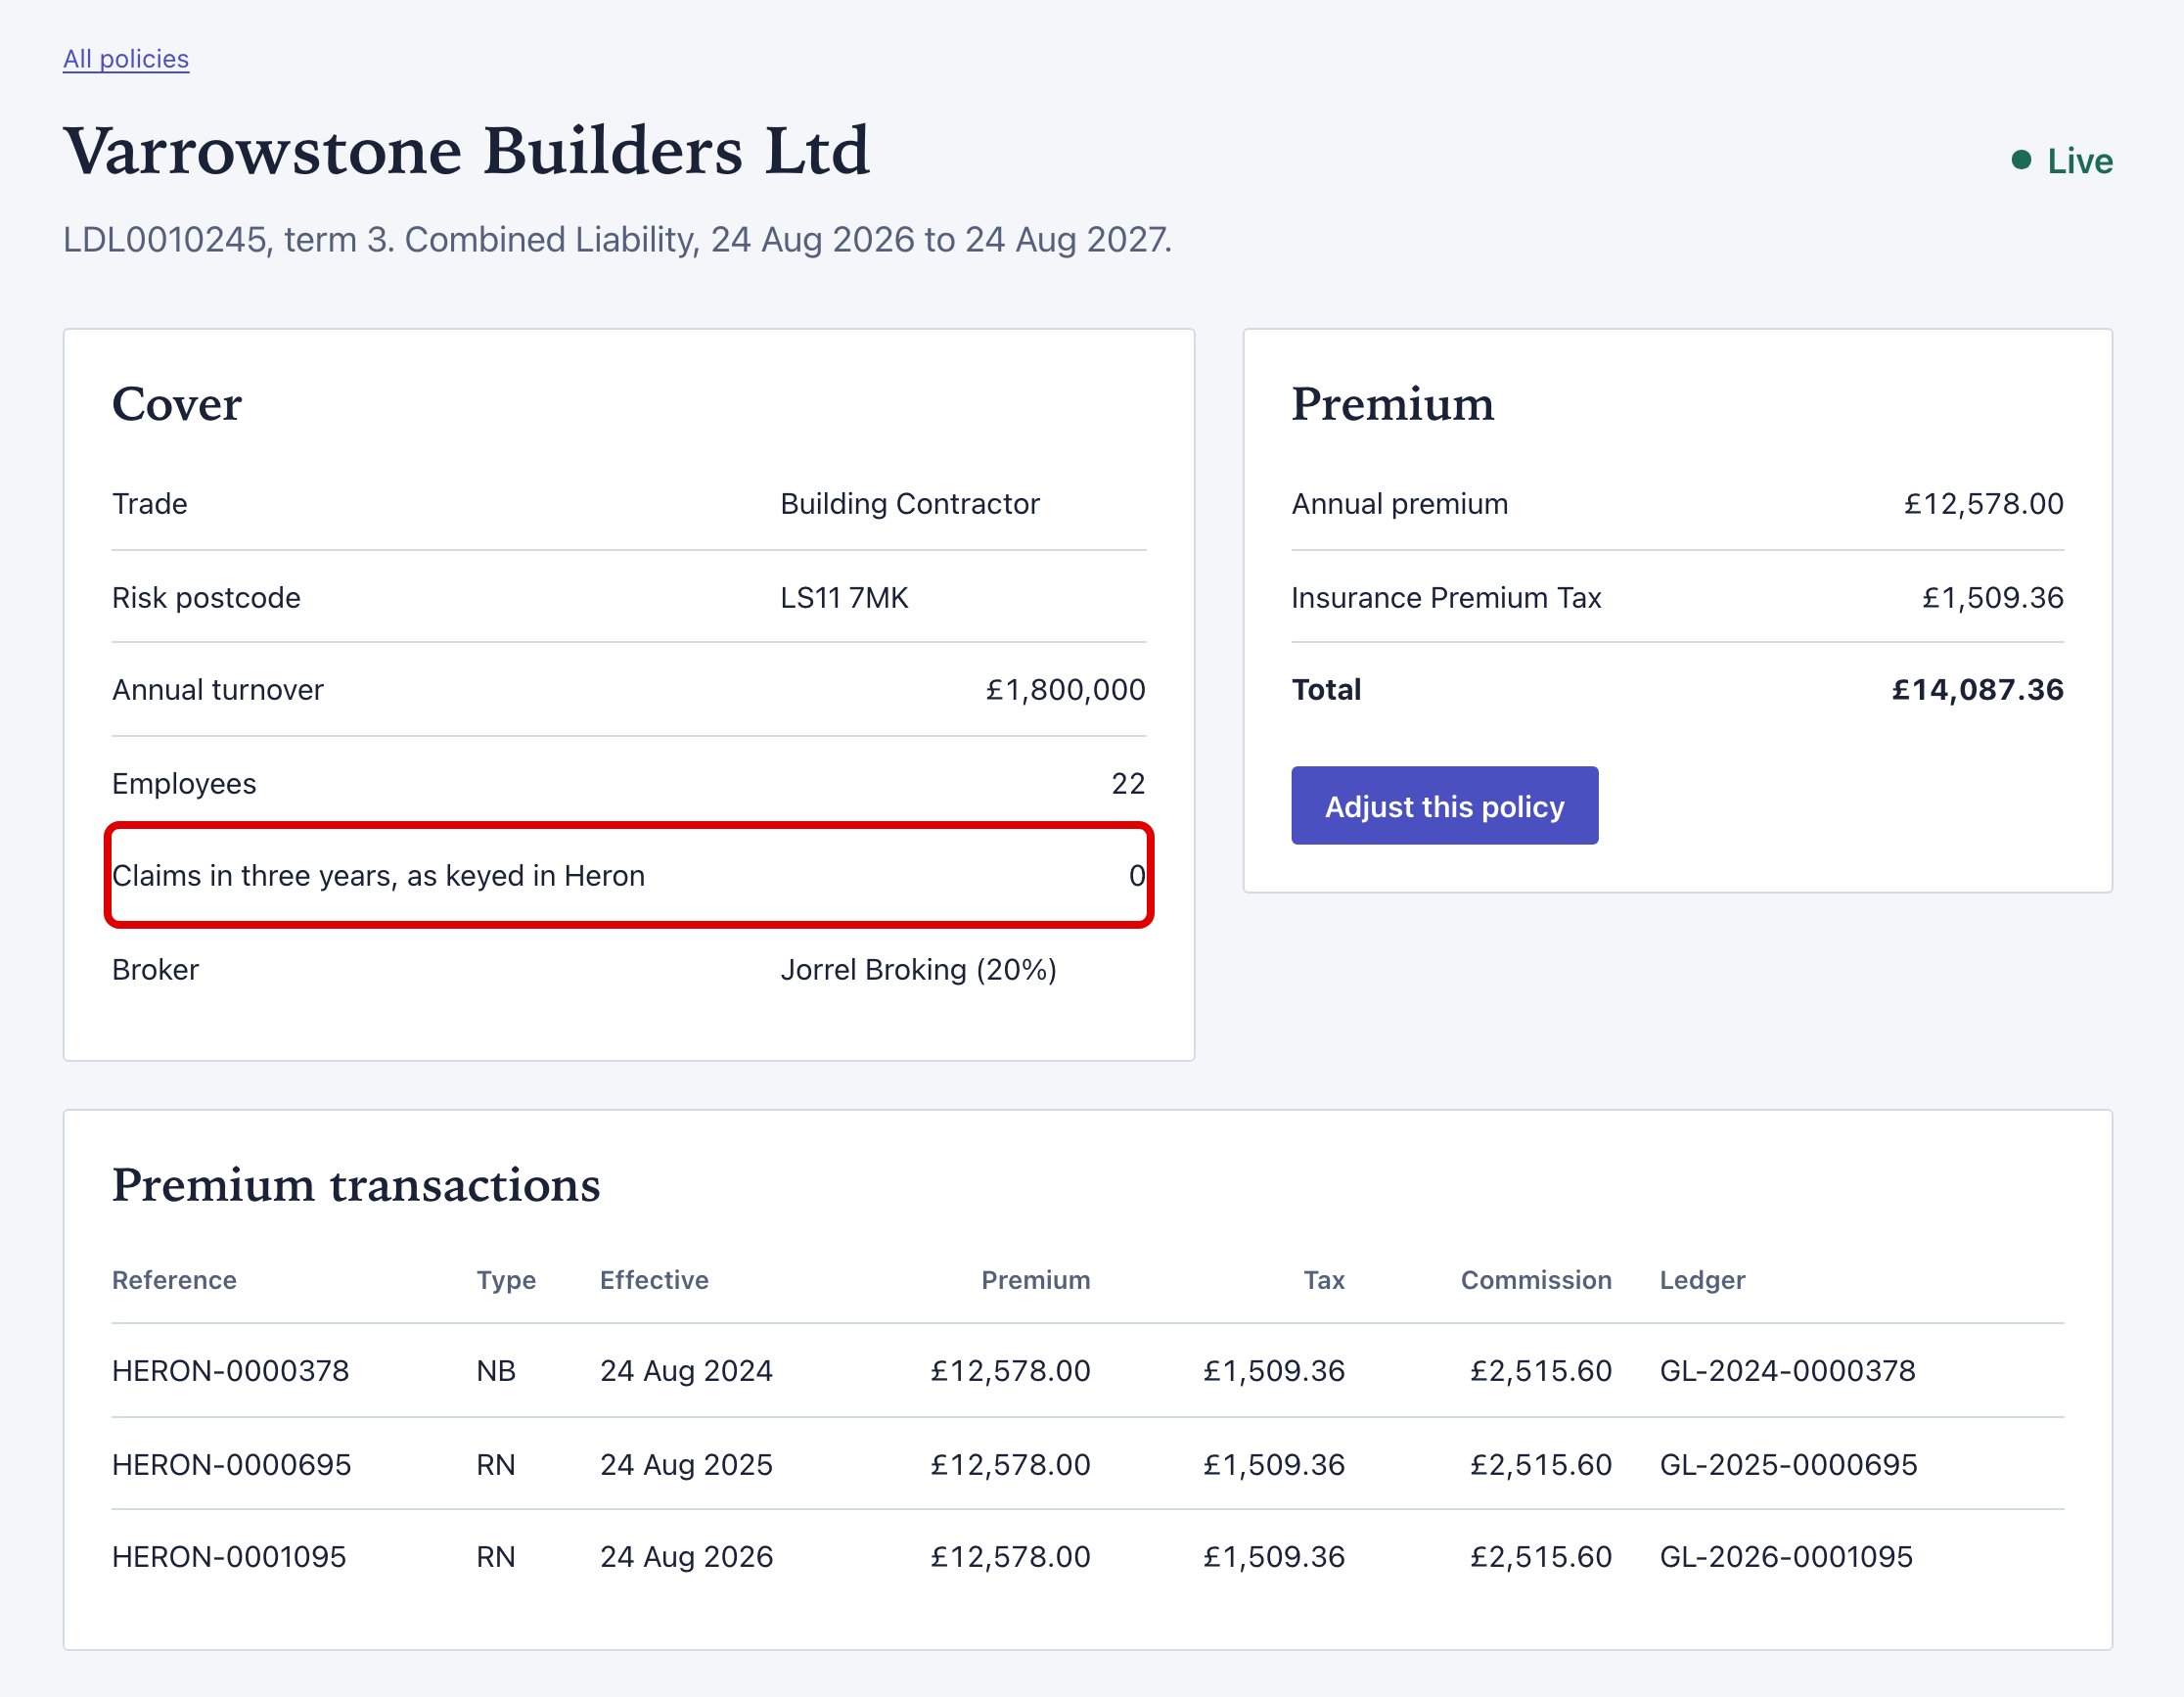 All policies
Varrowstone Builders Ltd
Live
LDL0010245, term 3. Combined Liability, 24 Aug 2026 to 24 Aug 2027.
Cover
Trade Building Contractor
Risk postcode LS11 7MK
Annual turnover £1,800,000
Employees 22
Claims in three years, as keyed in Heron 0
Broker Jorrel Broking (20%)
Premium
Annual premium £12,578.00
Insurance Premium Tax £1,509.36
Total £14,087.36
Adjust this policy
Premium transactions
Reference Type Effective Premium Tax Commission Ledger
HERON-0000378 NB 24 Aug 2024 £12,578.00 £1,509.36 £2,515.60 GL-2024-0000378
HERON-0000695 RN 24 Aug 2025 £12,578.00 £1,509.36 £2,515.60 GL-2025-0000695
HERON-0001095 RN 24 Aug 2026 £12,578.00 £1,509.36 £2,515.60 GL-2026-0001095